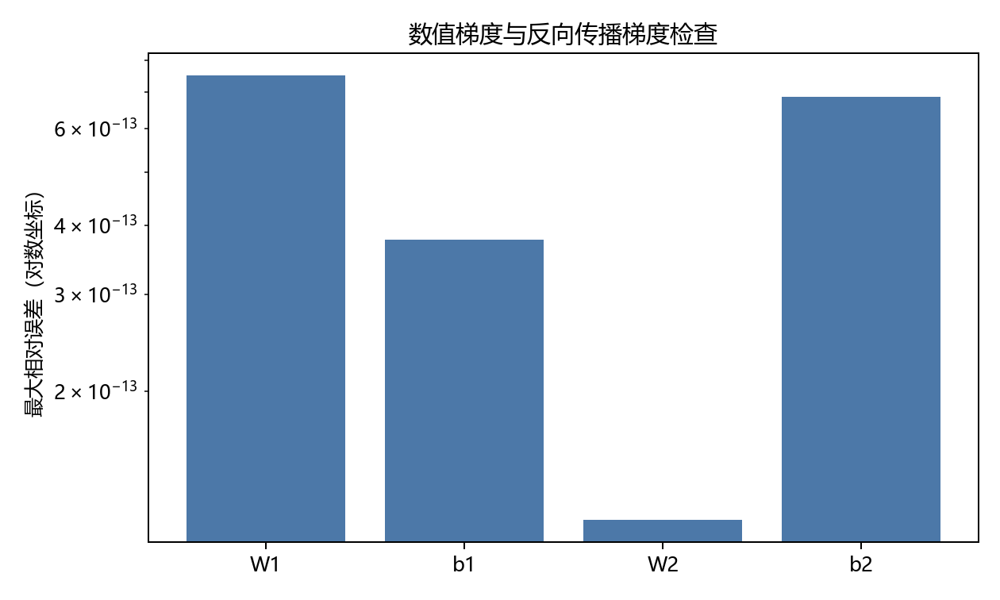 数值梯度与反向传播梯度检查
最大相对误差（对数坐标）
6 × 10⁻¹³
4 × 10⁻¹³
3 × 10⁻¹³
2 × 10⁻¹³
W1
b1
W2
b2